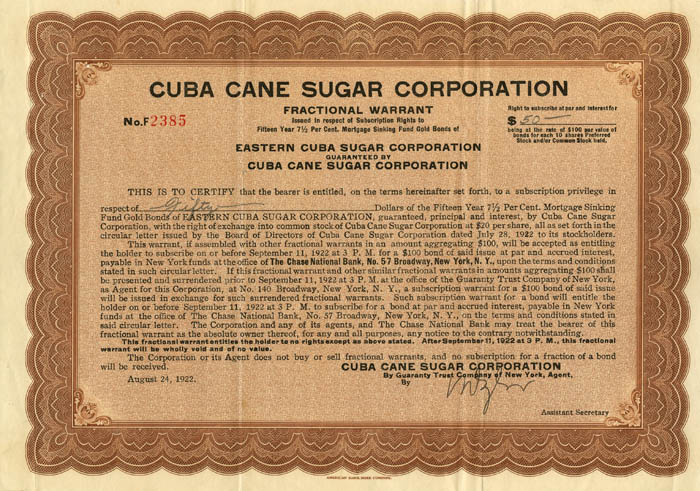 CUBA CANE SUGAR CORPORATION
FRACTIONAL WARRANT
Issued in respect of Subscription Rights to
Fifteen Year 7½ Per Cent. Mortgage Sinking Fund Gold Bonds of
No. F2385
Right to subscribe at par and interest for
$ 50—
being at the rate of $100 par value of
bonds for each 10 shares Preferred
Stock and/or Common Stock held.
EASTERN CUBA SUGAR CORPORATION
GUARANTEED BY
CUBA CANE SUGAR CORPORATION
THIS IS TO CERTIFY that the bearer is entitled, on the terms hereinafter set forth, to a subscription privilege in
respect of Fifty Dollars of the Fifteen Year 7½ Per Cent. Mortgage Sinking
Fund Gold Bonds of EASTERN CUBA SUGAR CORPORATION, guaranteed, principal and interest, by Cuba Cane Sugar
Corporation, with the right of exchange into common stock of Cuba Cane Sugar Corporation at $20 per share, all as set forth in the
circular letter issued by the Board of Directors of Cuba Cane Sugar Corporation dated July 28, 1922 to its stockholders.
This warrant, if assembled with other fractional warrants in an amount aggregating $100, will be accepted as entitling
the holder to subscribe on or before September 11, 1922 at 3 P. M. for a $100 bond of said issue at par and accrued interest,
payable in New York funds at the office of The Chase National Bank, No. 57 Broadway, New York, N. Y., upon the terms and conditions
stated in such circular letter. If this fractional warrant and other similar fractional warrants in amounts aggregating $100 shall
be presented and surrendered prior to September 11, 1922 at 3 P. M. at the office of the Guaranty Trust Company of New York,
as Agent for this Corporation, at No. 140 Broadway, New York, N. Y., a subscription warrant for a $100 bond of said issue
will be issued in exchange for such surrendered fractional warrants. Such subscription warrant for a bond will entitle the
holder on or before September 11, 1922 at 3 P. M. to subscribe for a bond at par and accrued interest, payable in New York
funds at the office of The Chase National Bank, No. 57 Broadway, New York, N. Y., on the terms and conditions stated in
said circular letter. The Corporation and any of its agents, and The Chase National Bank may treat the bearer of this
fractional warrant as the absolute owner thereof, for any and all purposes, any notice to the contrary notwithstanding.
This fractional warrant entitles the holder to no rights except as above stated. After September 11, 1922 at 3 P. M., this fractional
warrant will be wholly void and of no value.
The Corporation or its Agent does not buy or sell fractional warrants, and no subscription for a fraction of a bond
will be received.
CUBA CANE SUGAR CORPORATION
By Guaranty Trust Company of New York, Agent,
August 24, 1922.
By
Assistant Secretary
AMERICAN BANK NOTE COMPANY.